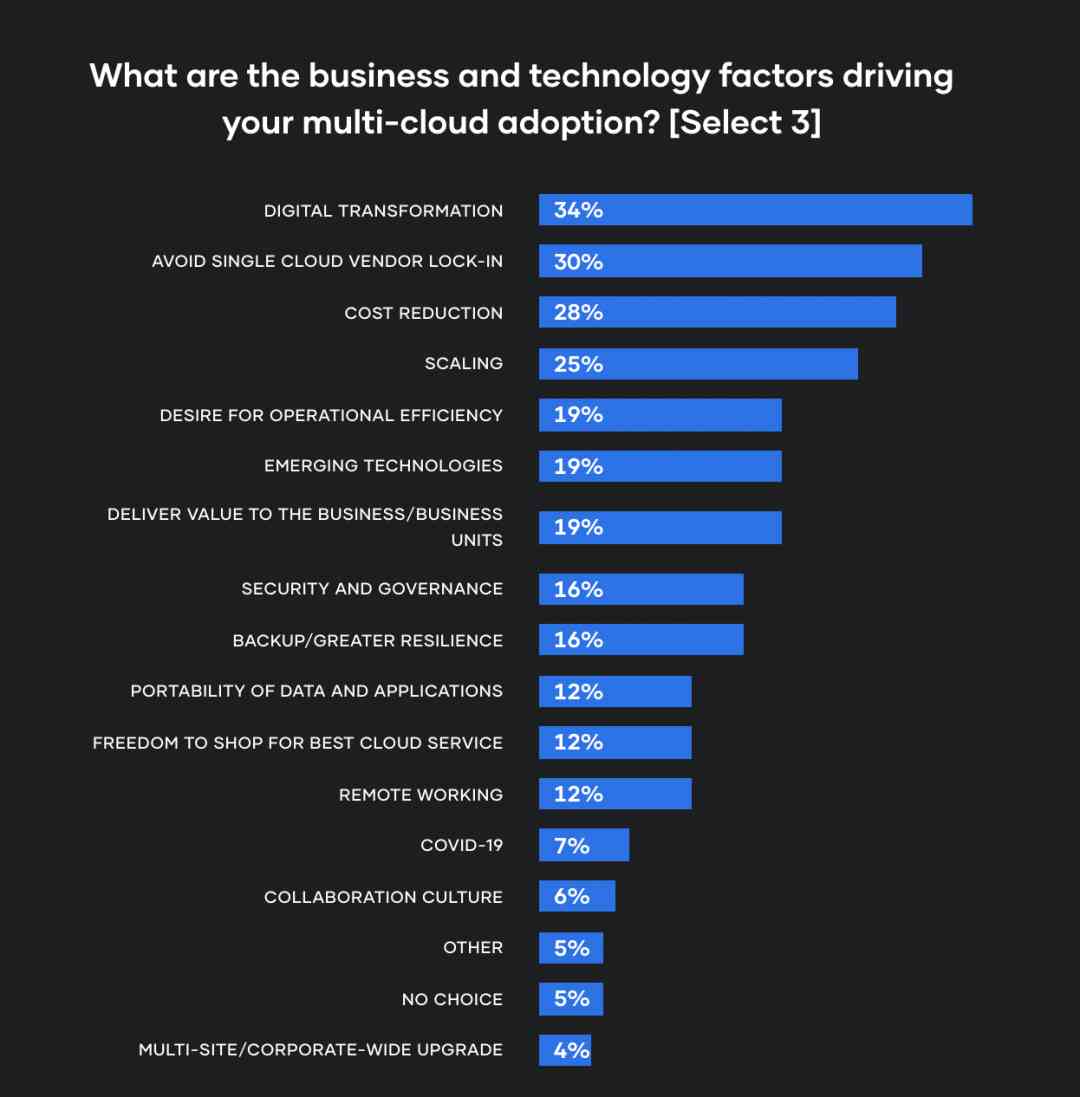 What are the business and technology factors driving
your multi-cloud adoption? [Select 3]
DIGITAL TRANSFORMATION 34%
AVOID SINGLE CLOUD VENDOR LOCK-IN 30%
COST REDUCTION 28%
SCALING 25%
DESIRE FOR OPERATIONAL EFFICIENCY 19%
EMERGING TECHNOLOGIES 19%
DELIVER VALUE TO THE BUSINESS/BUSINESS
UNITS 19%
SECURITY AND GOVERNANCE 16%
BACKUP/GREATER RESILIENCE 16%
PORTABILITY OF DATA AND APPLICATIONS 12%
FREEDOM TO SHOP FOR BEST CLOUD SERVICE 12%
REMOTE WORKING 12%
COVID-19 7%
COLLABORATION CULTURE 6%
OTHER 5%
NO CHOICE 5%
MULTI-SITE/CORPORATE-WIDE UPGRADE 4%